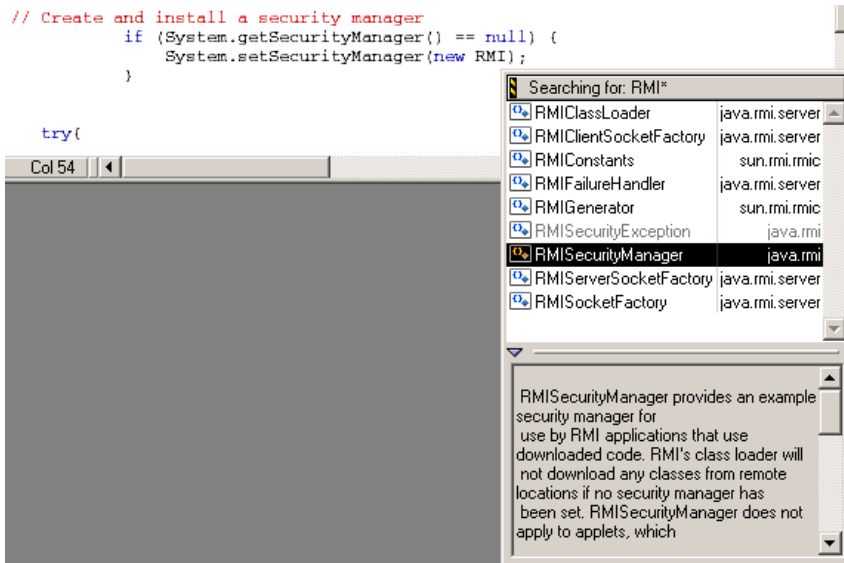 // Create and install a security manager
if (System.getSecurityManager() == null) {
System.setSecurityManager(new RMI);
}
try{
Col 54
Searching for: RMI*
RMIClassLoader java.rmi.server
RMIClientSocketFactory java.rmi.server
RMIConstants sun.rmi.rmic
RMIFailureHandler java.rmi.server
RMIGenerator sun.rmi.rmic
RMISecurityException java.rmi
RMISecurityManager java.rmi
RMIServerSocketFactory java.rmi.server
RMISocketFactory java.rmi.server
RMISecurityManager provides an example
security manager for
use by RMI applications that use
downloaded code. RMI's class loader will
not download any classes from remote
locations if no security manager has
been set. RMISecurityManager does not
apply to applets, which